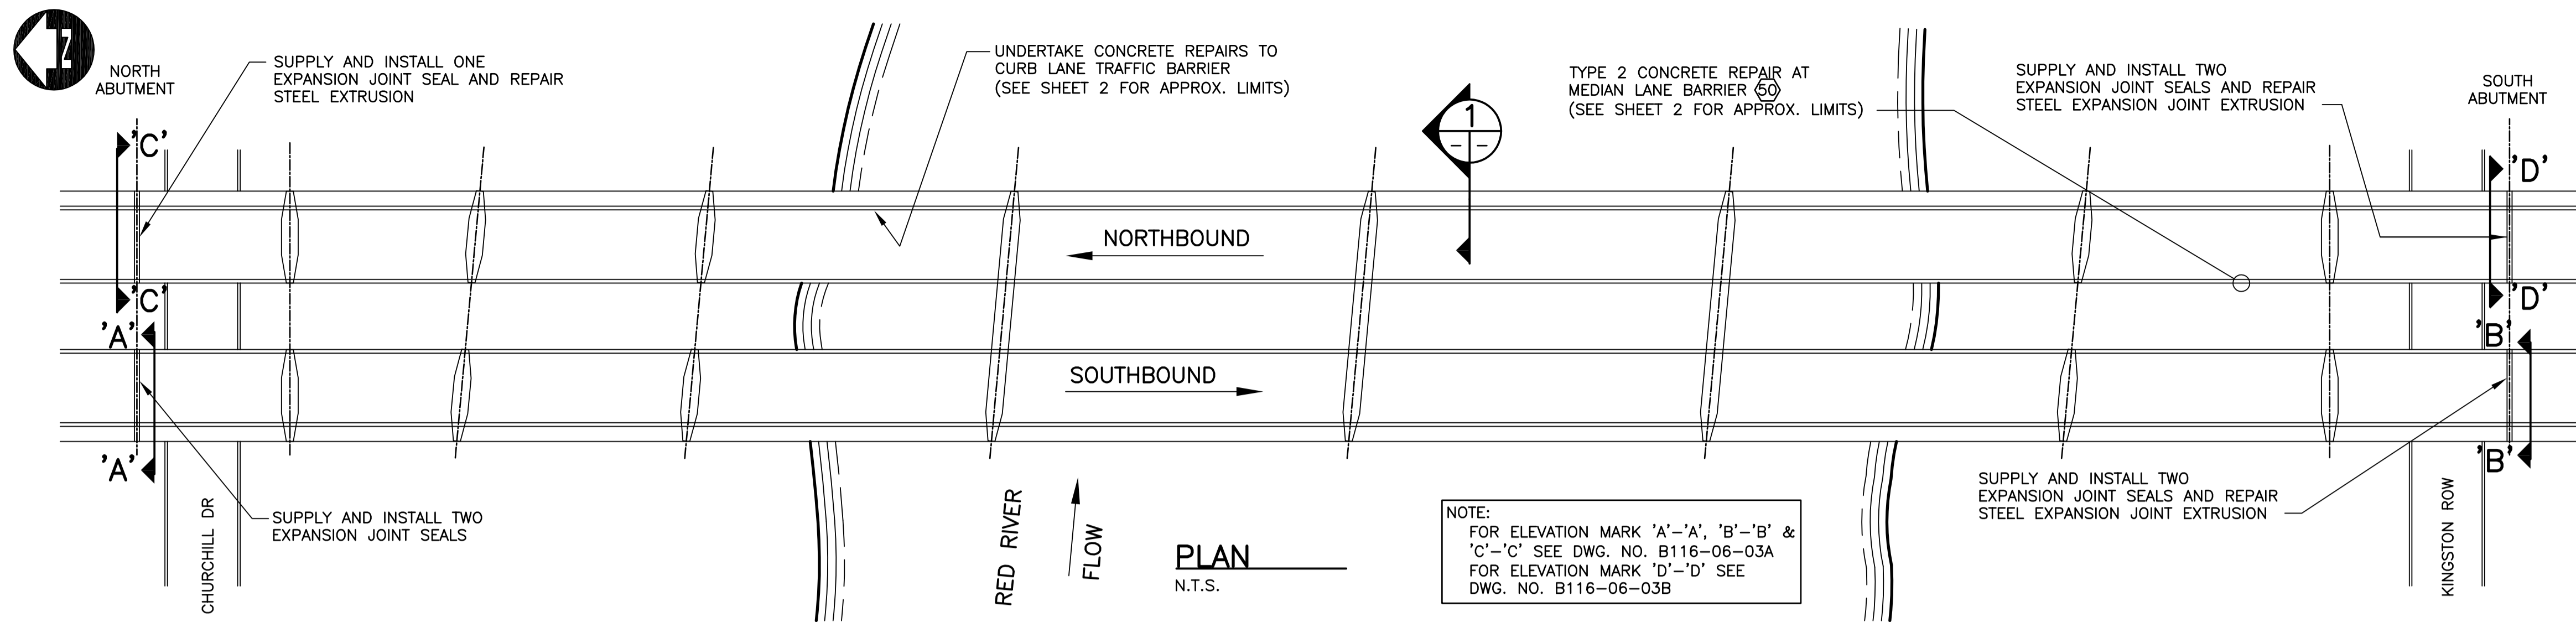 N
NORTH
ABUTMENT
SUPPLY AND INSTALL ONE
EXPANSION JOINT SEAL AND REPAIR
STEEL EXTRUSION
UNDERTAKE CONCRETE REPAIRS TO
CURB LANE TRAFFIC BARRIER
(SEE SHEET 2 FOR APPROX. LIMITS)
1
TYPE 2 CONCRETE REPAIR AT
MEDIAN LANE BARRIER 50
(SEE SHEET 2 FOR APPROX. LIMITS)
SUPPLY AND INSTALL TWO
EXPANSION JOINT SEALS AND REPAIR
STEEL EXPANSION JOINT EXTRUSION
SOUTH
ABUTMENT
'C'
'D'
NORTHBOUND
'C'
'D'
'A'
'B'
SOUTHBOUND
'A'
'B'
SUPPLY AND INSTALL TWO
EXPANSION JOINT SEALS
CHURCHILL DR
RED RIVER
FLOW
PLAN
N.T.S.
NOTE:
FOR ELEVATION MARK 'A'-'A', 'B'-'B' &
'C'-'C' SEE DWG. NO. B116-06-03A
FOR ELEVATION MARK 'D'-'D' SEE
DWG. NO. B116-06-03B
SUPPLY AND INSTALL TWO
EXPANSION JOINT SEALS AND REPAIR
STEEL EXPANSION JOINT EXTRUSION
KINGSTON ROW